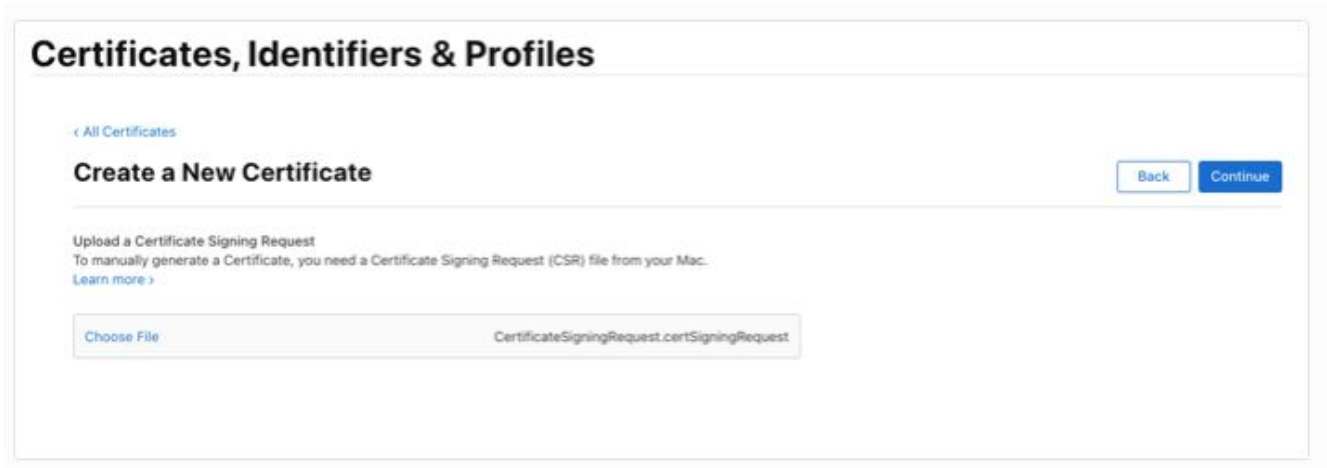 Certificates, Identifiers & Profiles
‹ All Certificates
Create a New Certificate
Back
Continue
Upload a Certificate Signing Request
To manually generate a Certificate, you need a Certificate Signing Request (CSR) file from your Mac.
Learn more ›
Choose File
CertificateSigningRequest.certSigningRequest